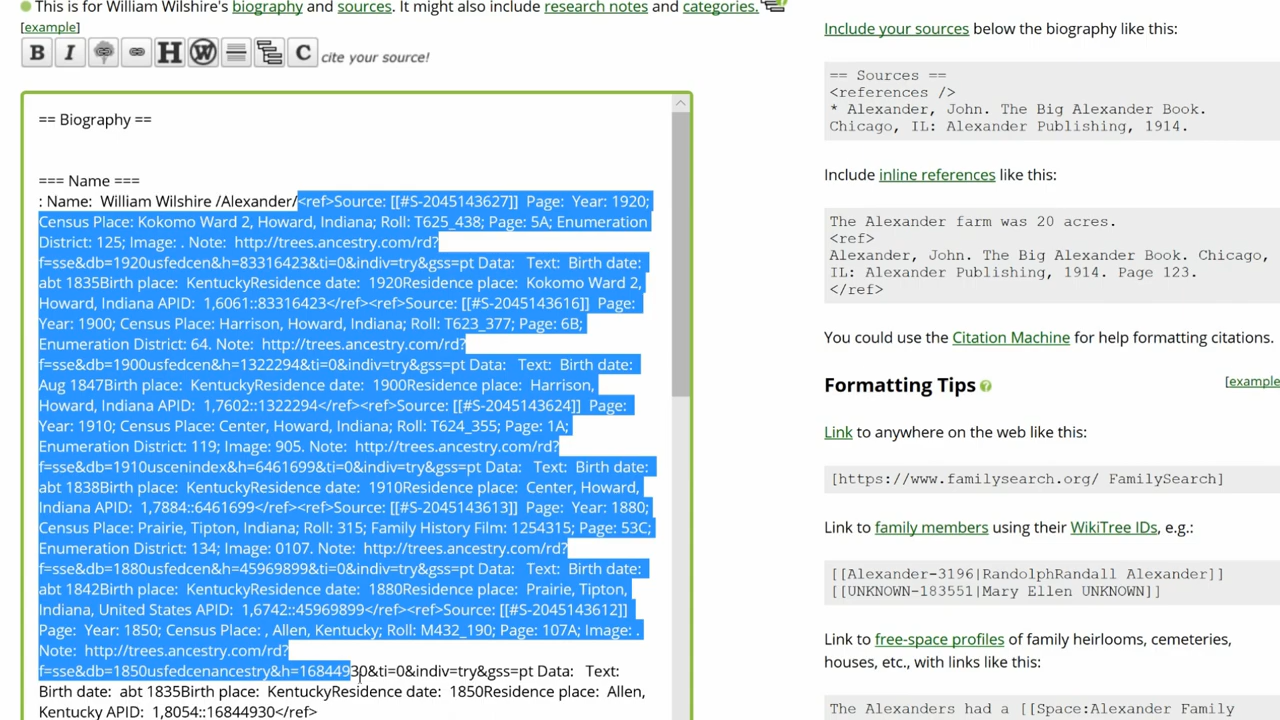 This is for William Wilshire's biography and sources. It might also include research notes and categories.
[example]
B I H W C cite your source!
== Biography ==
=== Name ===
: Name:  William Wilshire /Alexander/<ref>Source: [[#S-2045143627]]  Page:  Year: 1920;
Census Place: Kokomo Ward 2, Howard, Indiana; Roll: T625_438; Page: 5A; Enumeration
District: 125; Image: . Note:  http://trees.ancestry.com/rd?
f=sse&db=1920usfedcen&h=83316423&ti=0&indiv=try&gss=pt Data:   Text:  Birth date:
abt 1835Birth place:  KentuckyResidence date:  1920Residence place:  Kokomo Ward 2,
Howard, Indiana APID:  1,6061::83316423</ref><ref>Source: [[#S-2045143616]]  Page:
Year: 1900; Census Place: Harrison, Howard, Indiana; Roll: T623_377; Page: 6B;
Enumeration District: 64. Note:  http://trees.ancestry.com/rd?
f=sse&db=1900usfedcen&h=1322294&ti=0&indiv=try&gss=pt Data:   Text:  Birth date:
Aug 1847Birth place:  KentuckyResidence date:  1900Residence place:  Harrison,
Howard, Indiana APID:  1,7602::1322294</ref><ref>Source: [[#S-2045143624]]  Page:
Year: 1910; Census Place: Center, Howard, Indiana; Roll: T624_355; Page: 1A;
Enumeration District: 119; Image: 905. Note:  http://trees.ancestry.com/rd?
f=sse&db=1910uscenindex&h=6461699&ti=0&indiv=try&gss=pt Data:   Text:  Birth date:
abt 1838Birth place:  KentuckyResidence date:  1910Residence place:  Center, Howard,
Indiana APID:  1,7884::6461699</ref><ref>Source: [[#S-2045143613]]  Page:  Year: 1880;
Census Place: Prairie, Tipton, Indiana; Roll: 315; Family History Film: 1254315; Page: 53C;
Enumeration District: 134; Image: 0107. Note:  http://trees.ancestry.com/rd?
f=sse&db=1880usfedcen&h=45969899&ti=0&indiv=try&gss=pt Data:   Text:  Birth date:
abt 1842Birth place:  KentuckyResidence date:  1880Residence place:  Prairie, Tipton,
Indiana, United States APID:  1,6742::45969899</ref><ref>Source: [[#S-2045143612]]
Page:  Year: 1850; Census Place: , Allen, Kentucky; Roll: M432_190; Page: 107A; Image: .
Note:  http://trees.ancestry.com/rd?
f=sse&db=1850usfedcenancestry&h=16844930&ti=0&indiv=try&gss=pt Data:   Text:
Birth date:  abt 1835Birth place:  KentuckyResidence date:  1850Residence place:  Allen,
Kentucky APID:  1,8054::16844930</ref>
Include your sources below the biography like this:
== Sources ==
<references />
* Alexander, John. The Big Alexander Book.
Chicago, IL: Alexander Publishing, 1914.
Include inline references like this:
The Alexander farm was 20 acres.
<ref>
Alexander, John. The Big Alexander Book. Chicago,
IL: Alexander Publishing, 1914. Page 123.
</ref>
You could use the Citation Machine for help formatting citations.
Formatting Tips ? [example
Link to anywhere on the web like this:
[https://www.familysearch.org/ FamilySearch]
Link to family members using their WikiTree IDs, e.g.:
[[Alexander-3196|RandolphRandall Alexander]]
[[UNKNOWN-183551|Mary Ellen UNKNOWN]]
Link to free-space profiles of family heirlooms, cemeteries,
houses, etc., with links like this:
The Alexanders had a [[Space:Alexander Family